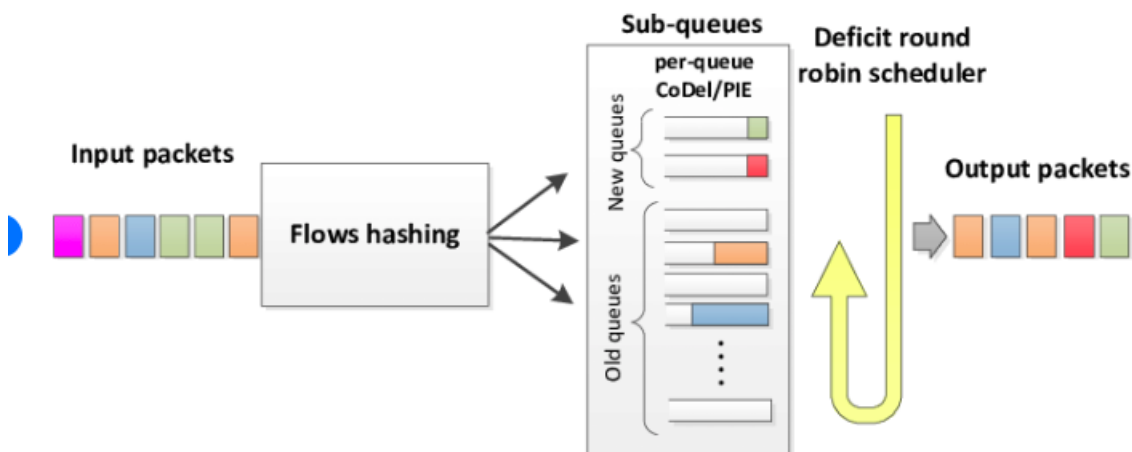 Sub-queues
Deficit round
robin scheduler
per-queue
CoDel/PIE
New queues
Input packets
Output packets
Flows hashing
Old queues